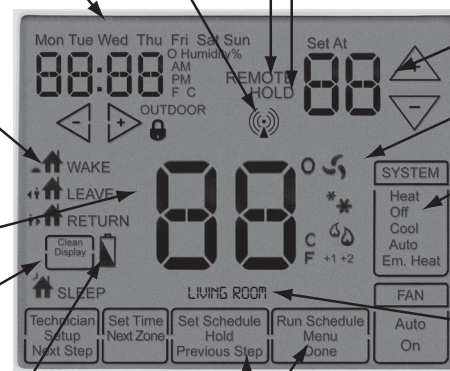 Mon Tue Wed Thu Fri Sat Sun
Set At
88:88
O Humidity%
AM
PM
F C
REMOTE
HOLD
88
- +
OUTDOOR
+
-
WAKE
LEAVE
RETURN
Clean
Display
SLEEP
88
O
C
F +1 +2
LIVING ROOM
SYSTEM
Heat
Off
Cool
Auto
Em. Heat
FAN
Auto
On
Technician
Setup
Next Step
Set Time
Next Zone
Set Schedule
Hold
Previous Step
Run Schedule
Menu
Done